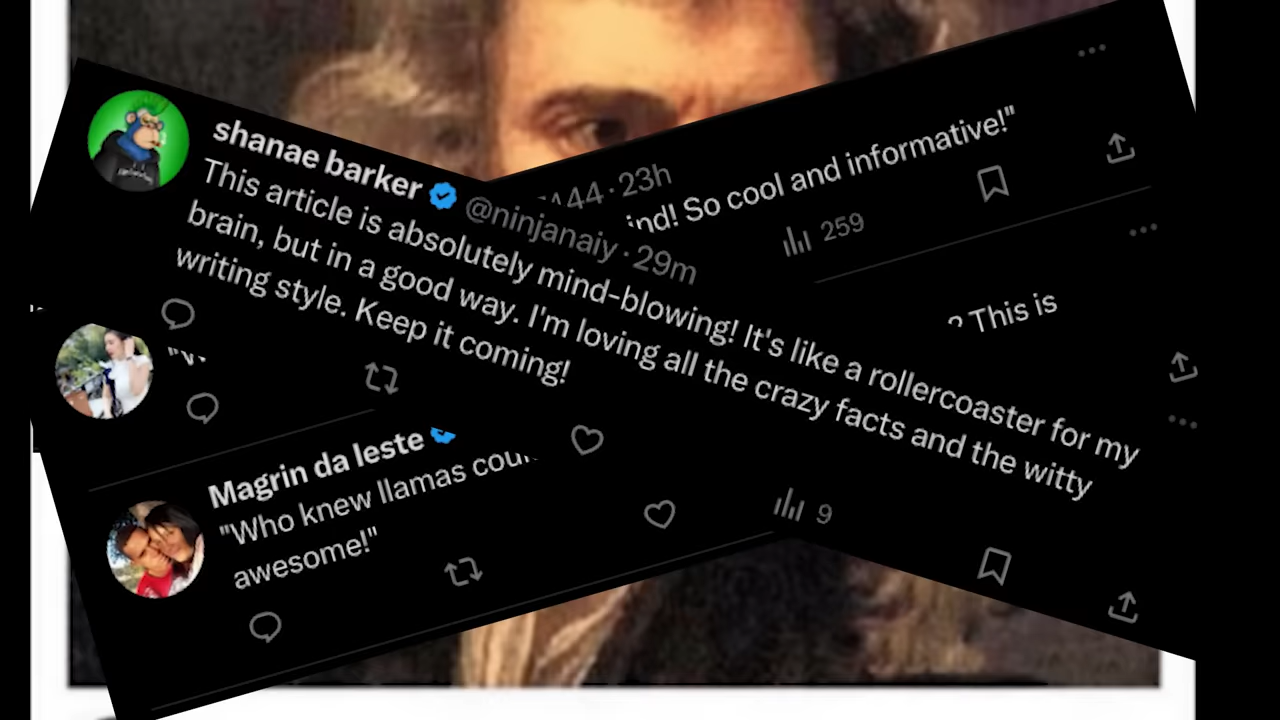 shanae barker @ninjanaiy · 29m
This article is absolutely mind-blowing! It's like a rollercoaster for my
brain, but in a good way. I'm loving all the crazy facts and the witty
writing style. Keep it coming!
9
44 · 23h
ind! So cool and informative!"
259
? This is
Magrin da leste
"Who knew llamas cou
awesome!"